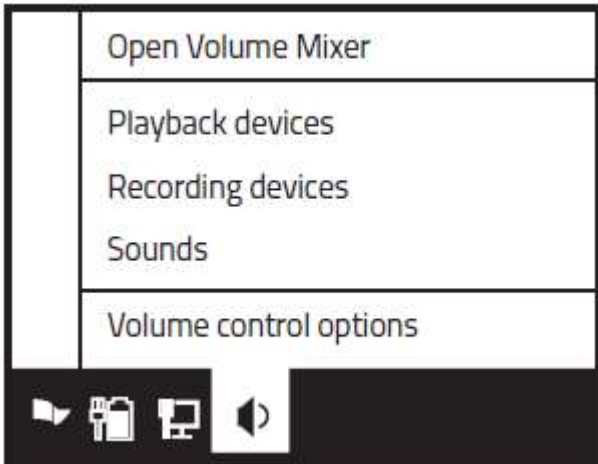 Open Volume Mixer
Playback devices
Recording devices
Sounds
Volume control options